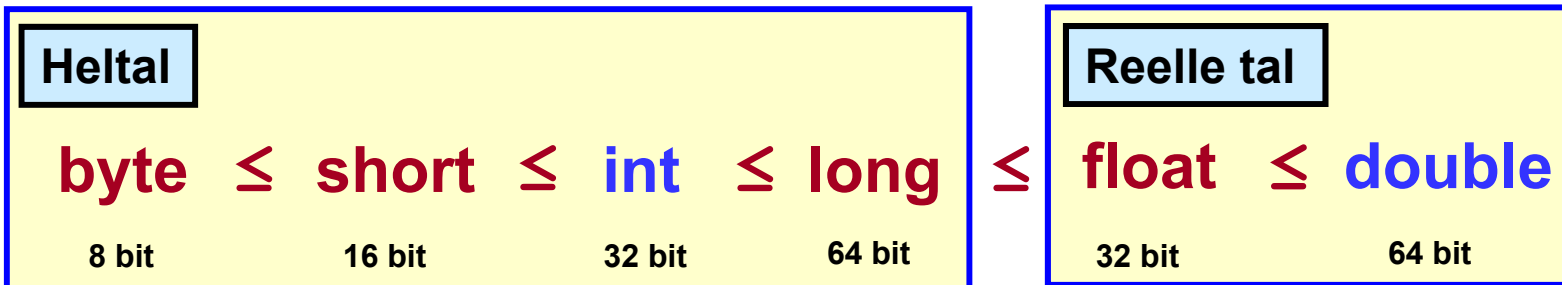 Heltal Reelle tal
byte ≤ short ≤ int ≤ long ≤ float ≤ double
8 bit 16 bit 32 bit 64 bit 32 bit 64 bit